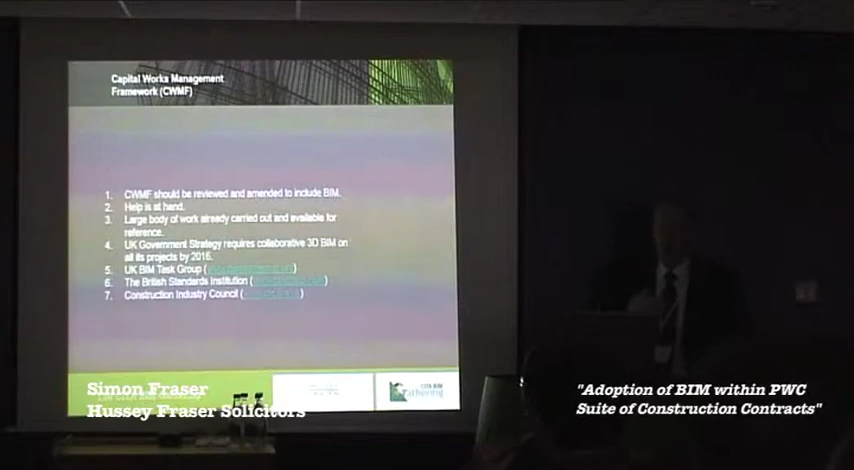 Capital Works Management
Framework (CWMF)
1. CWMF should be reviewed and amended to include BIM.
2. Help is at hand.
3. Large body of work already carried out and available for
reference.
4. UK Government Strategy requires collaborative 3D BIM on
all its projects by 2016.
5. UK BIM Task Group (
6. The British Standards Institution (
7. Construction Industry Council (
Simon Fraser
Hussey Fraser Solicitors
CITA BIM
Gathering
"Adoption of BIM within PWC
Suite of Construction Contracts"